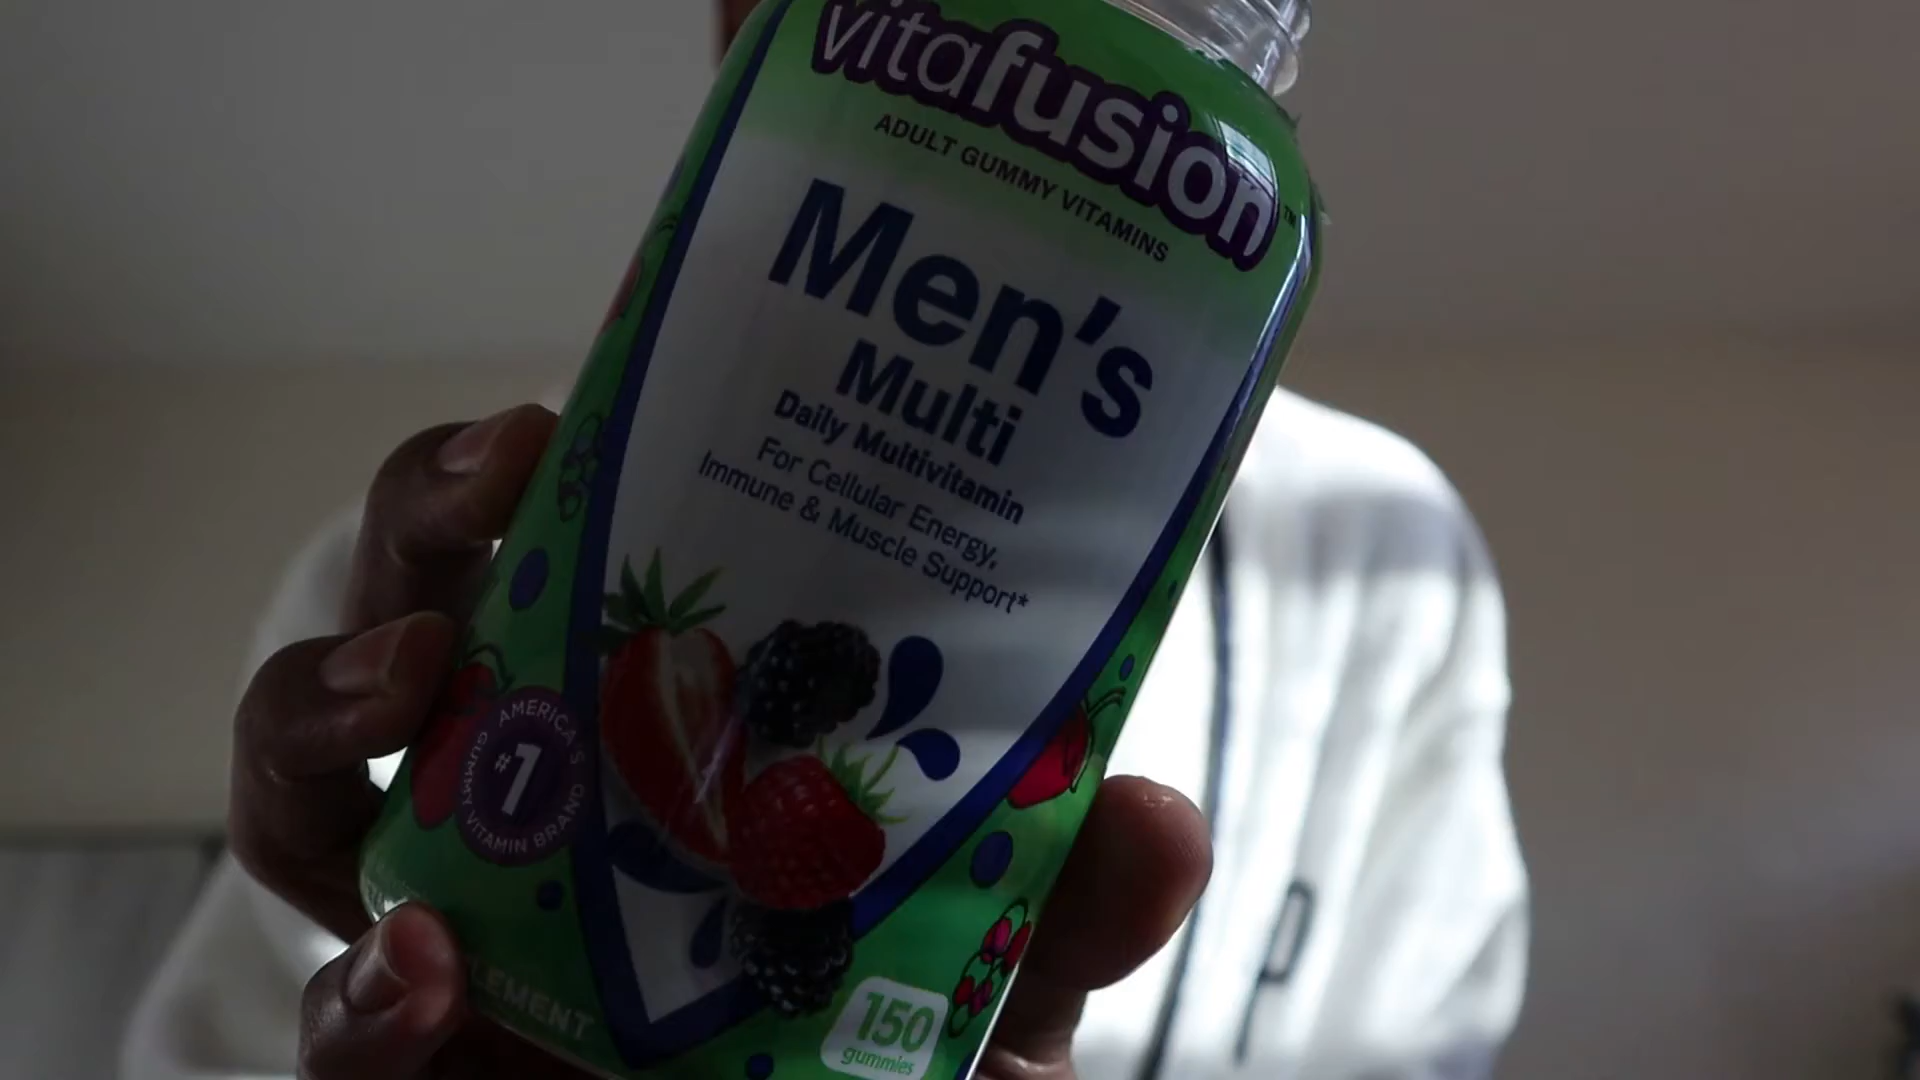 vitafusion™
ADULT GUMMY VITAMINS
Men's
Multi
Daily Multivitamin
For Cellular Energy,
Immune & Muscle Support*
AMERICA'S
#1
GUMMY VITAMIN BRAND
150
gummies